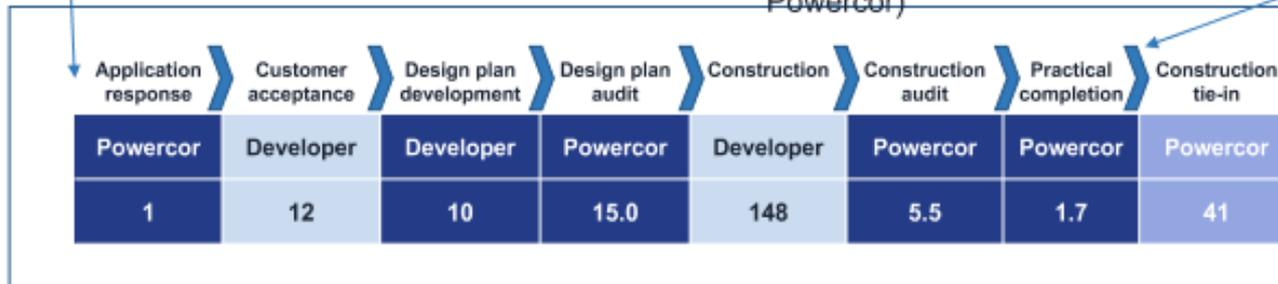 Powercor)
Application response
Customer acceptance
Design plan development
Design plan audit
Construction
Construction audit
Practical completion
Construction tie-in
Powercor Developer Developer Powercor Developer Powercor Powercor Powercor
1 12 10 15.0 148 5.5 1.7 41